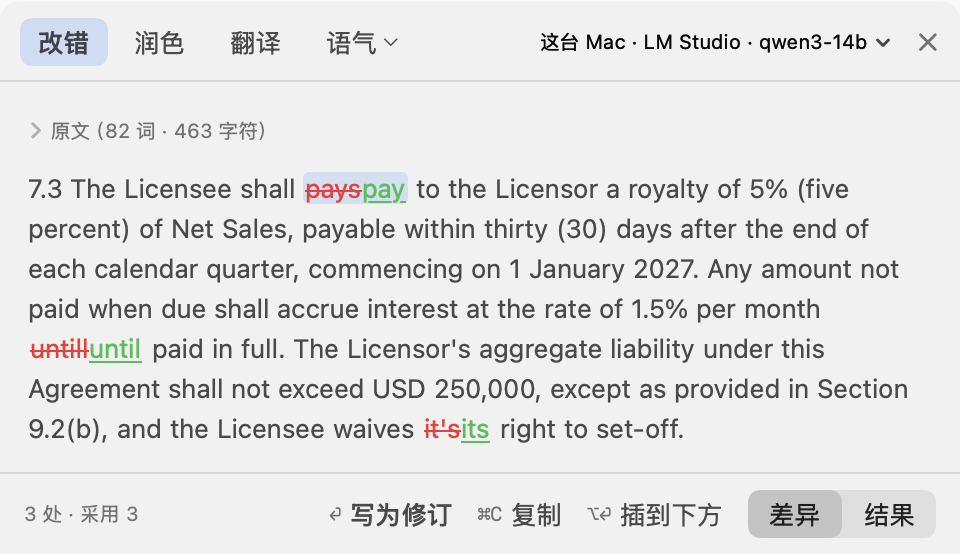 改错 润色 翻译 语气 这台 Mac · LM Studio · qwen3-14b
原文 (82 词 · 463 字符)
7.3 The Licensee shall payspay to the Licensor a royalty of 5% (five
percent) of Net Sales, payable within thirty (30) days after the end of
each calendar quarter, commencing on 1 January 2027. Any amount not
paid when due shall accrue interest at the rate of 1.5% per month
untilluntil paid in full. The Licensor's aggregate liability under this
Agreement shall not exceed USD 250,000, except as provided in Section
9.2(b), and the Licensee waives it'sits right to set-off.
3 处 · 采用 3 ⏎ 写为修订 ⌘C 复制 ⌥⏎ 插到下方 差异 结果